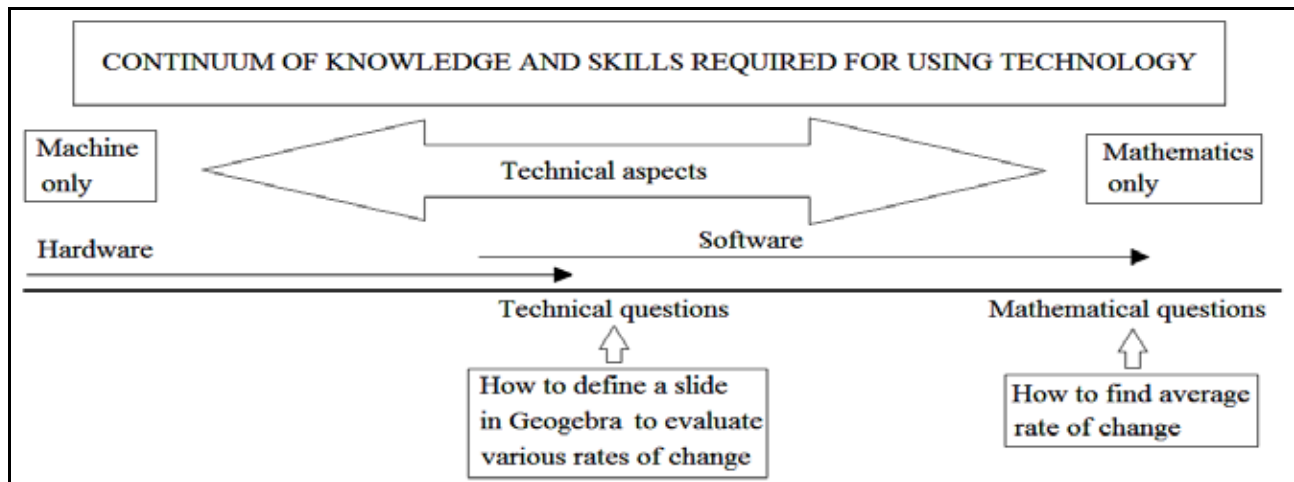 CONTINUUM OF KNOWLEDGE AND SKILLS REQUIRED FOR USING TECHNOLOGY
Machine
only
Technical aspects
Mathematics
only
Hardware
Software
Technical questions
Mathematical questions
How to define a slide
in Geogebra to evaluate
various rates of change
How to find average
rate of change